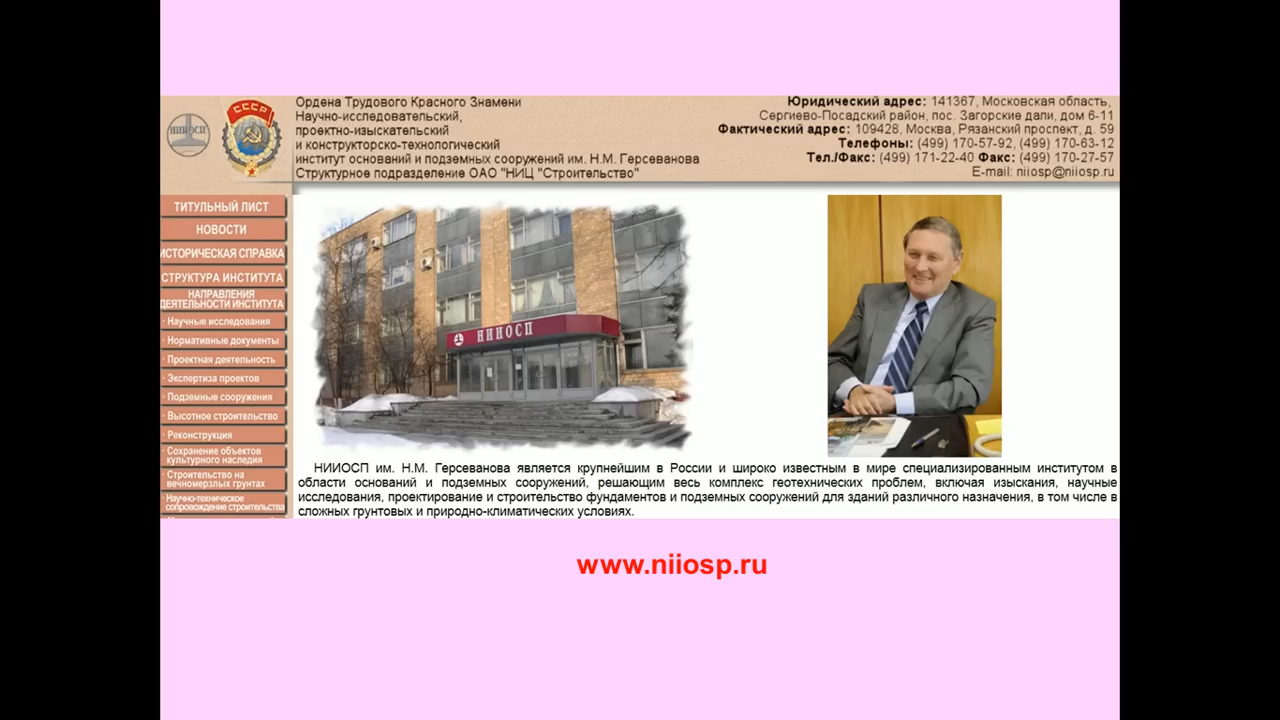 СССР
НИИОСП
Ордена Трудового Красного Знамени
Научно-исследовательский,
проектно-изыскательский
и конструкторско-технологический
институт оснований и подземных сооружений им. Н.М. Герсеванова
Структурное подразделение ОАО "НИЦ "Строительство"
Юридический адрес: 141367, Московская область,
Сергиево-Посадский район, пос. Загорские дали, дом 6-11
Фактический адрес: 109428, Москва, Рязанский проспект, д. 59
Телефоны: (499) 170-57-92, (499) 170-63-12
Тел./Факс: (499) 171-22-40 Факс: (499) 170-27-57
E-mail: niiosp@niiosp.ru
ТИТУЛЬНЫЙ ЛИСТ
НОВОСТИ
ИСТОРИЧЕСКАЯ СПРАВКА
СТРУКТУРА ИНСТИТУТА
НАПРАВЛЕНИЯ
ДЕЯТЕЛЬНОСТИ ИНСТИТУТА
· Научные исследования
· Нормативные документы
· Проектная деятельность
· Экспертиза проектов
· Подземные сооружения
· Высотное строительство
· Реконструкция
· Сохранение объектов
культурного наследия
· Строительство на
вечномерзлых грунтах
· Научно-техническое
сопровождение строительства
НИИОСП
НИИОСП им. Н.М. Герсеванова является крупнейшим в России и широко известным в мире специализированным институтом в
области оснований и подземных сооружений, решающим весь комплекс геотехнических проблем, включая изыскания, научные
исследования, проектирование и строительство фундаментов и подземных сооружений для зданий различного назначения, в том числе в
сложных грунтовых и природно-климатических условиях.
www.niiosp.ru